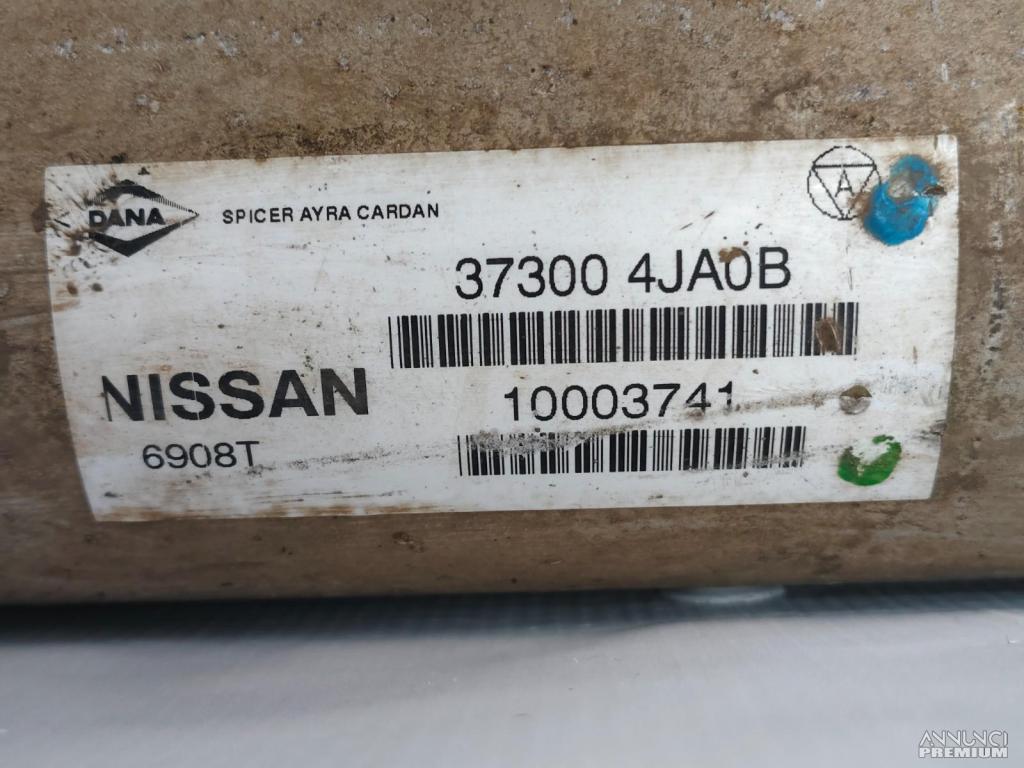 DANA
SPICER AYRA CARDAN
A
37300 4JA0B
NISSAN
10003741
6908T
ANNUNCI
PREMIUM